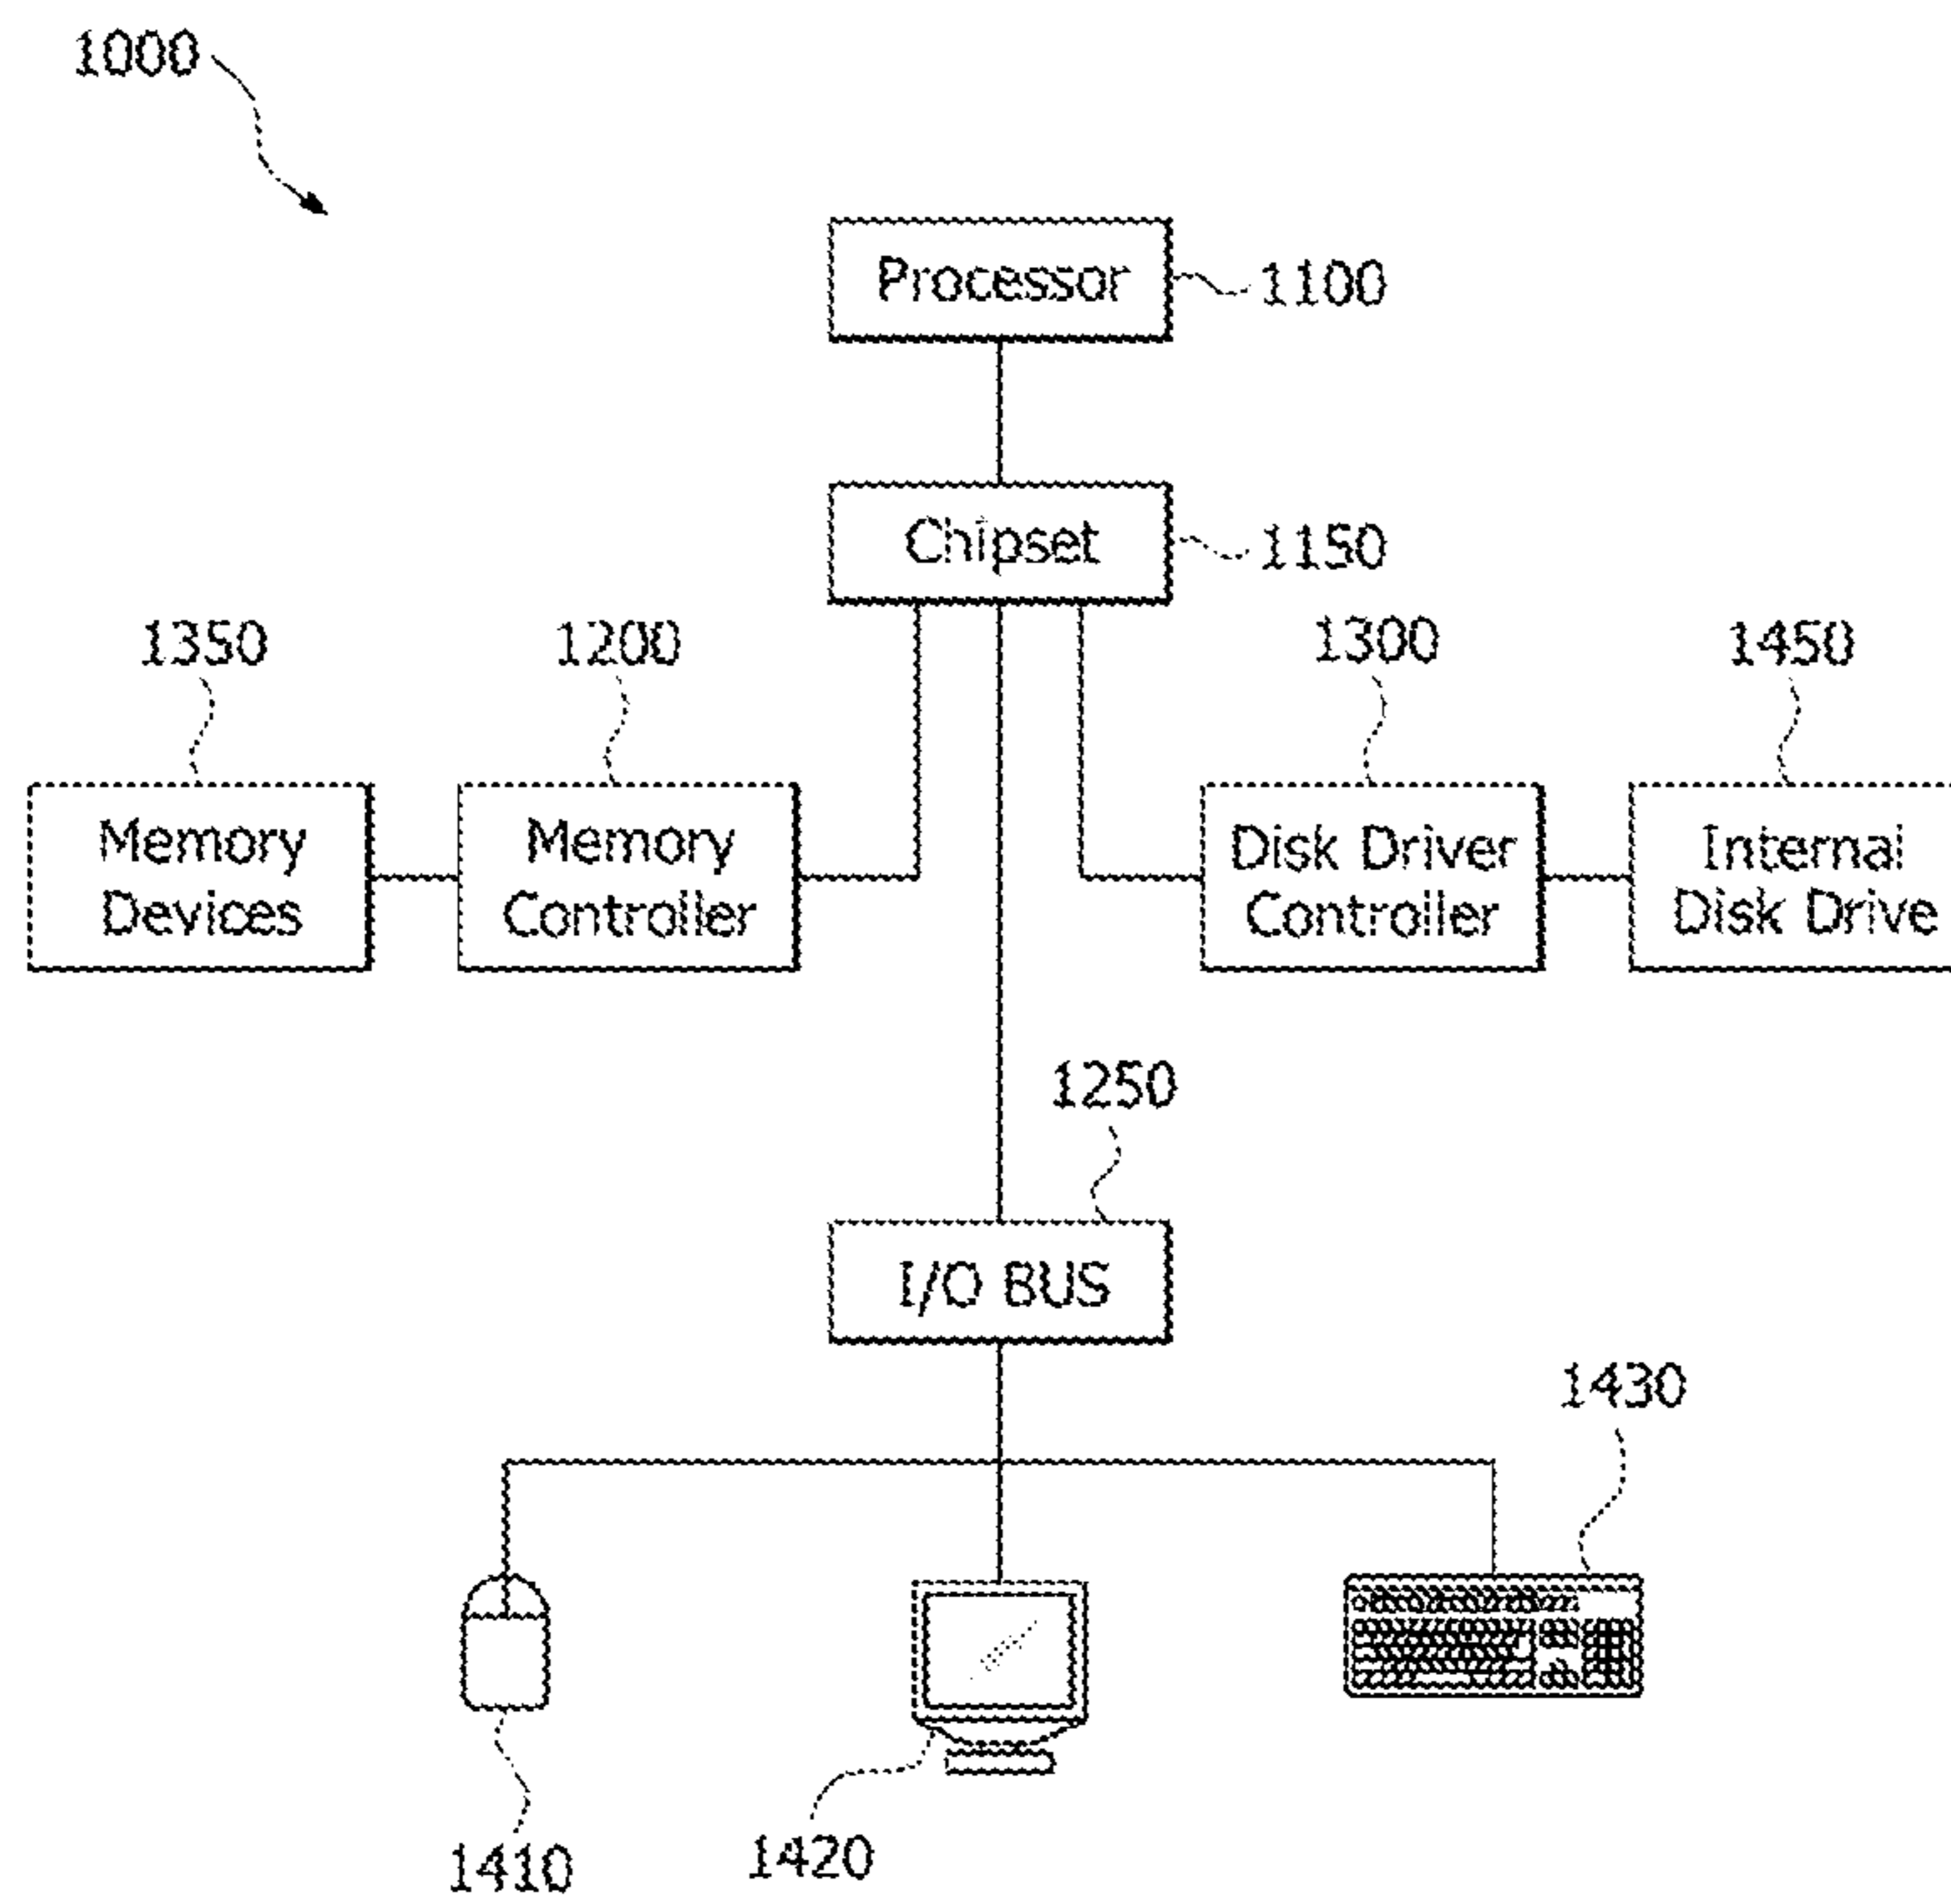 1000
Processor
1100
Chipset
1150
1350
1200
1300
1450
Memory
Devices
Memory
Controller
Disk Driver
Controller
Internal
Disk Drive
1250
I/O BUS
1430
1410
1420